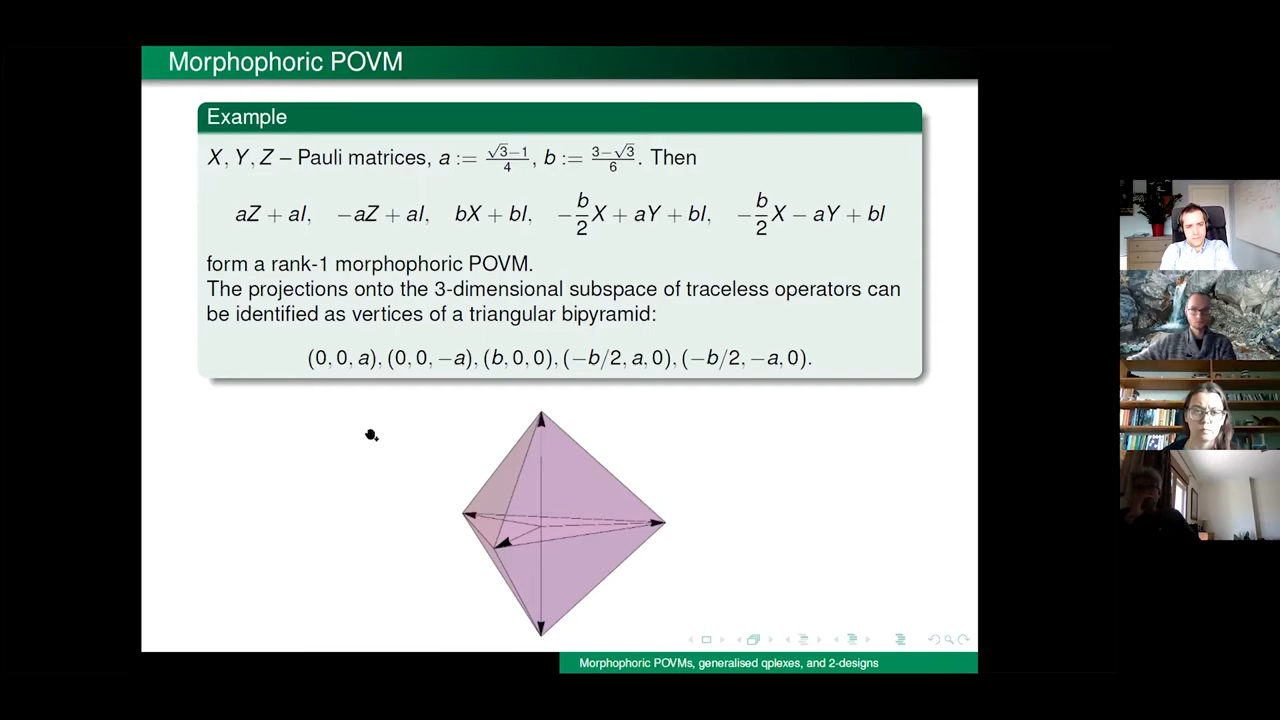 Morphophoric POVM
Example
X, Y, Z – Pauli matrices, a := (√3−1)/4, b := (3−√3)/6. Then
aZ + aI, −aZ + aI, bX + bI, −b/2 X + aY + bI, −b/2 X − aY + bI
form a rank-1 morphophoric POVM.
The projections onto the 3-dimensional subspace of traceless operators can
be identified as vertices of a triangular bipyramid:
(0, 0, a), (0, 0, −a), (b, 0, 0), (−b/2, a, 0), (−b/2, −a, 0).
Morphophoric POVMs, generalised qplexes, and 2-designs